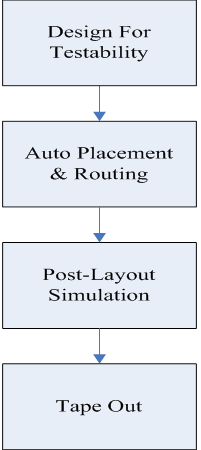 Design For
Testability
Auto Placement
& Routing
Post-Layout
Simulation
Tape Out